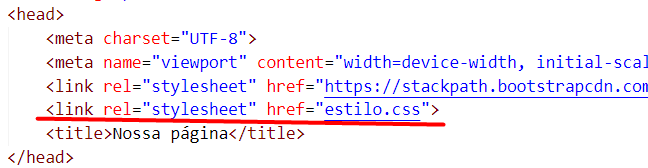 <head>
<meta charset="UTF-8">
<meta name="viewport" content="width=device-width, initial-scal
<link rel="stylesheet" href="https://stackpath.bootstrapcdn.com
<link rel="stylesheet" href="estilo.css">
<title>Nossa página</title>
</head>